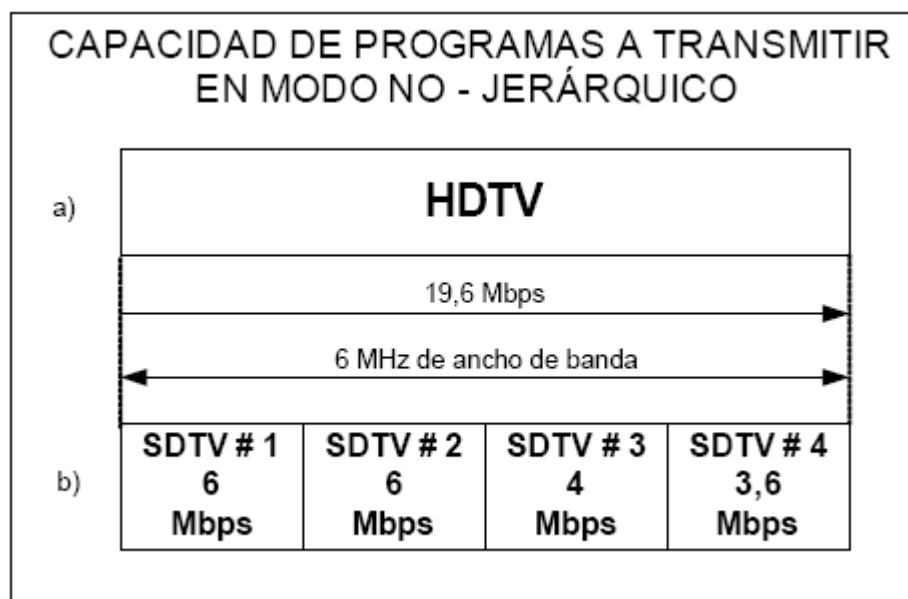 CAPACIDAD DE PROGRAMAS A TRANSMITIR
EN MODO NO - JERÁRQUICO
a)
HDTV
19,6 Mbps
6 MHz de ancho de banda
b)
SDTV # 1
6
Mbps
SDTV # 2
6
Mbps
SDTV # 3
4
Mbps
SDTV # 4
3,6
Mbps